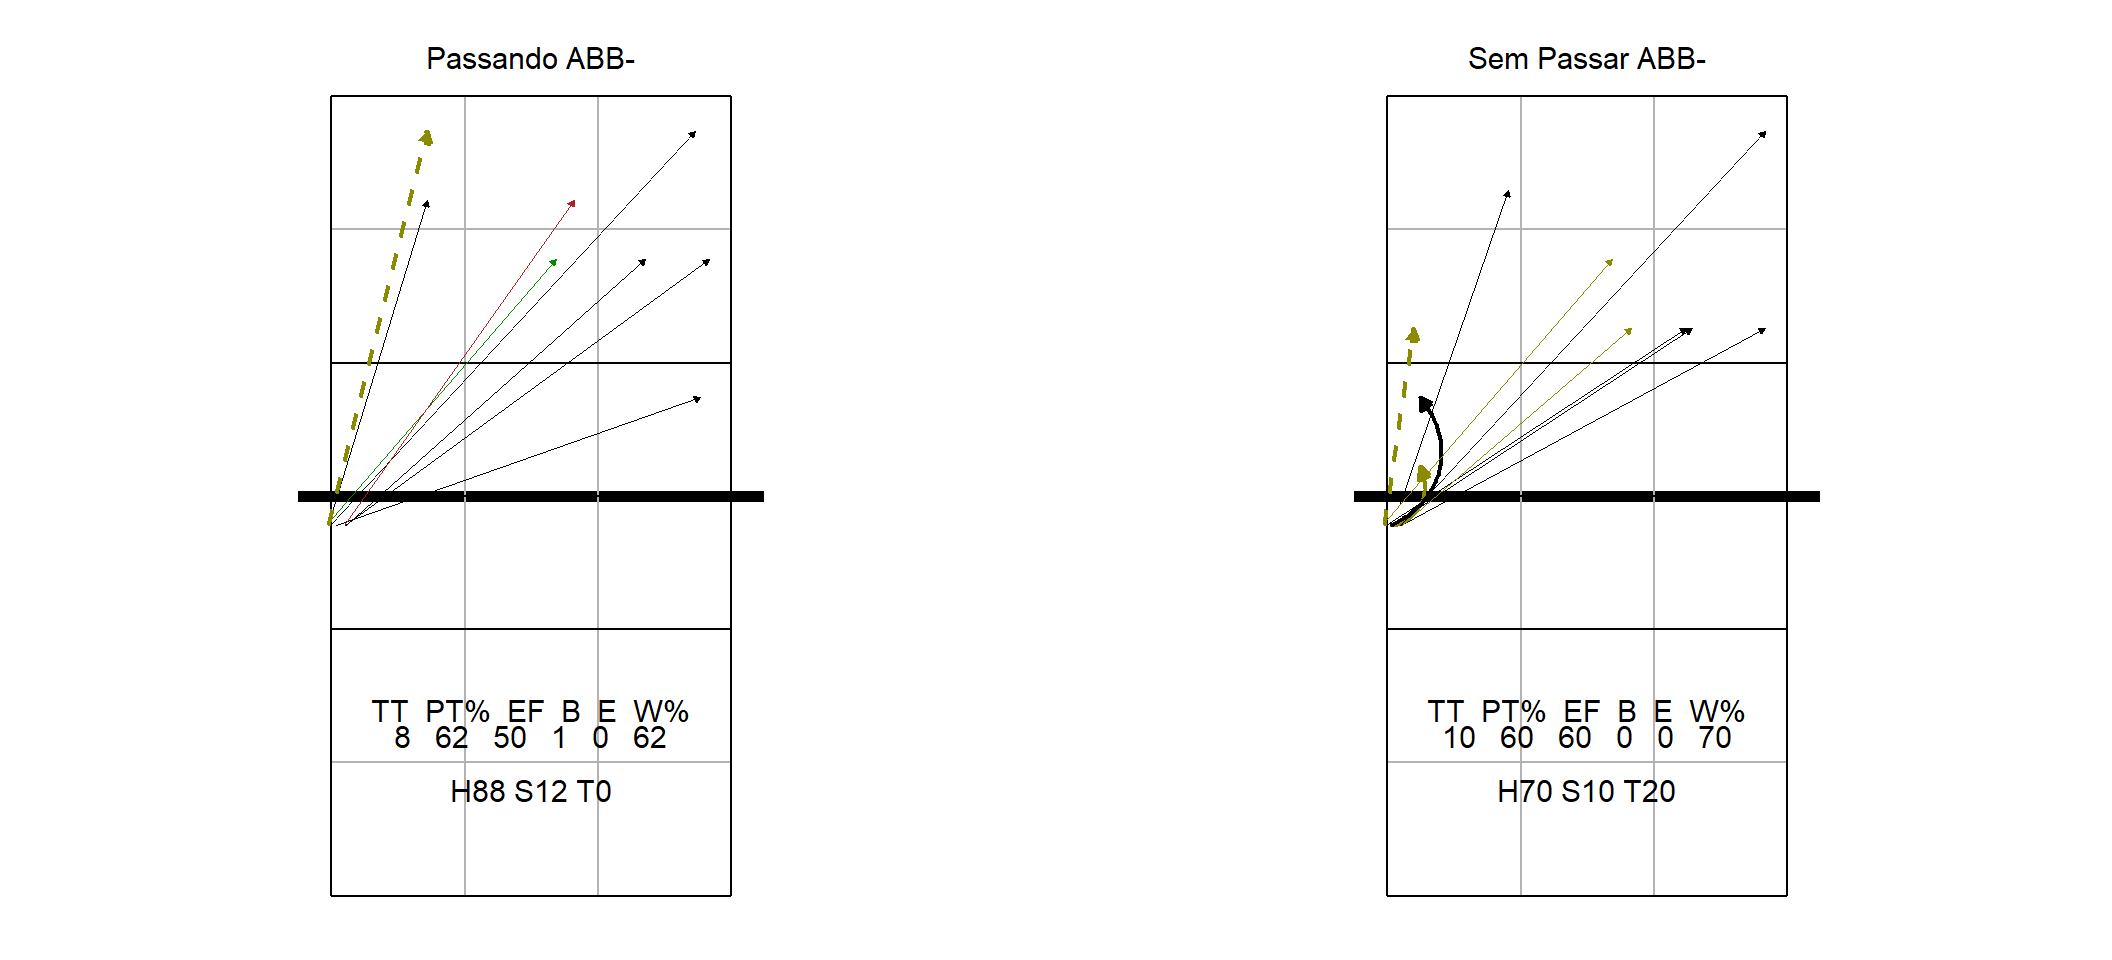 Passando ABB-
TT PT% EF B E W%
8 62 50 1 0 62
H88 S12 T0
Sem Passar ABB-
TT PT% EF B E W%
10 60 60 0 0 70
H70 S10 T20